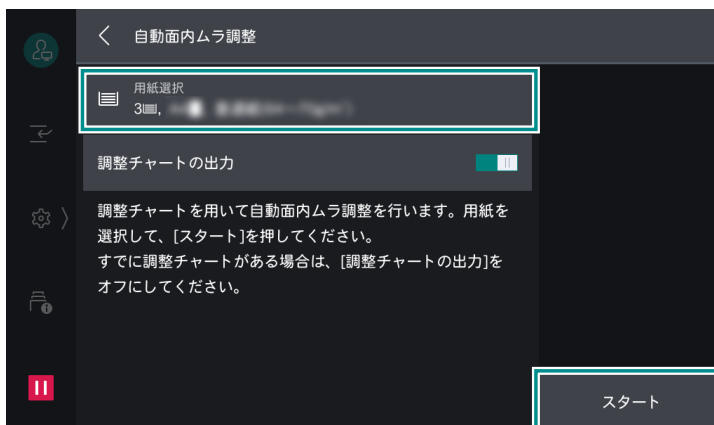 自動面内ムラ調整
用紙選択
3
調整チャートの出力
調整チャートを用いて自動面内ムラ調整を行います。用紙を
選択して、[スタート]を押してください。
すでに調整チャートがある場合は、[調整チャートの出力]を
オフにしてください。
スタート